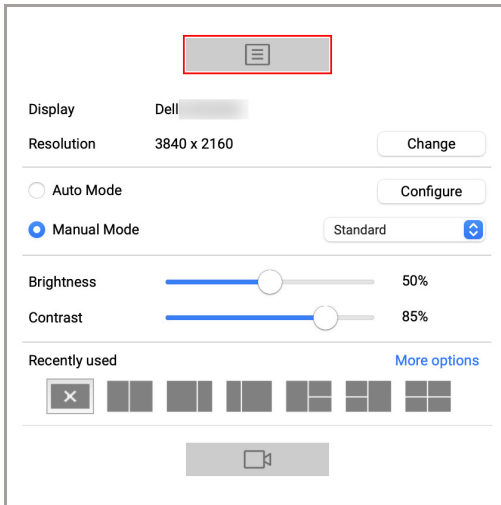 Display Dell
Resolution 3840 x 2160 Change
Auto Mode Configure
Manual Mode Standard
Brightness 50%
Contrast 85%
Recently used More options